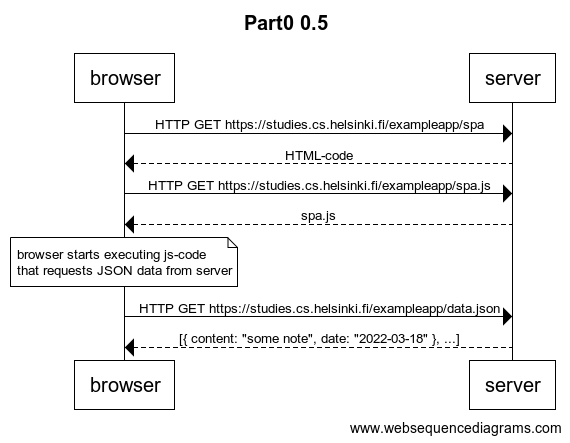 Part0 0.5
browser
server
HTTP GET https://studies.cs.helsinki.fi/exampleapp/spa
HTML-code
HTTP GET https://studies.cs.helsinki.fi/exampleapp/spa.js
spa.js
browser starts executing js-code
that requests JSON data from server
HTTP GET https://studies.cs.helsinki.fi/exampleapp/data.json
[{ content: "some note", date: "2022-03-18" }, ...]
browser
server
www.websequencediagrams.com